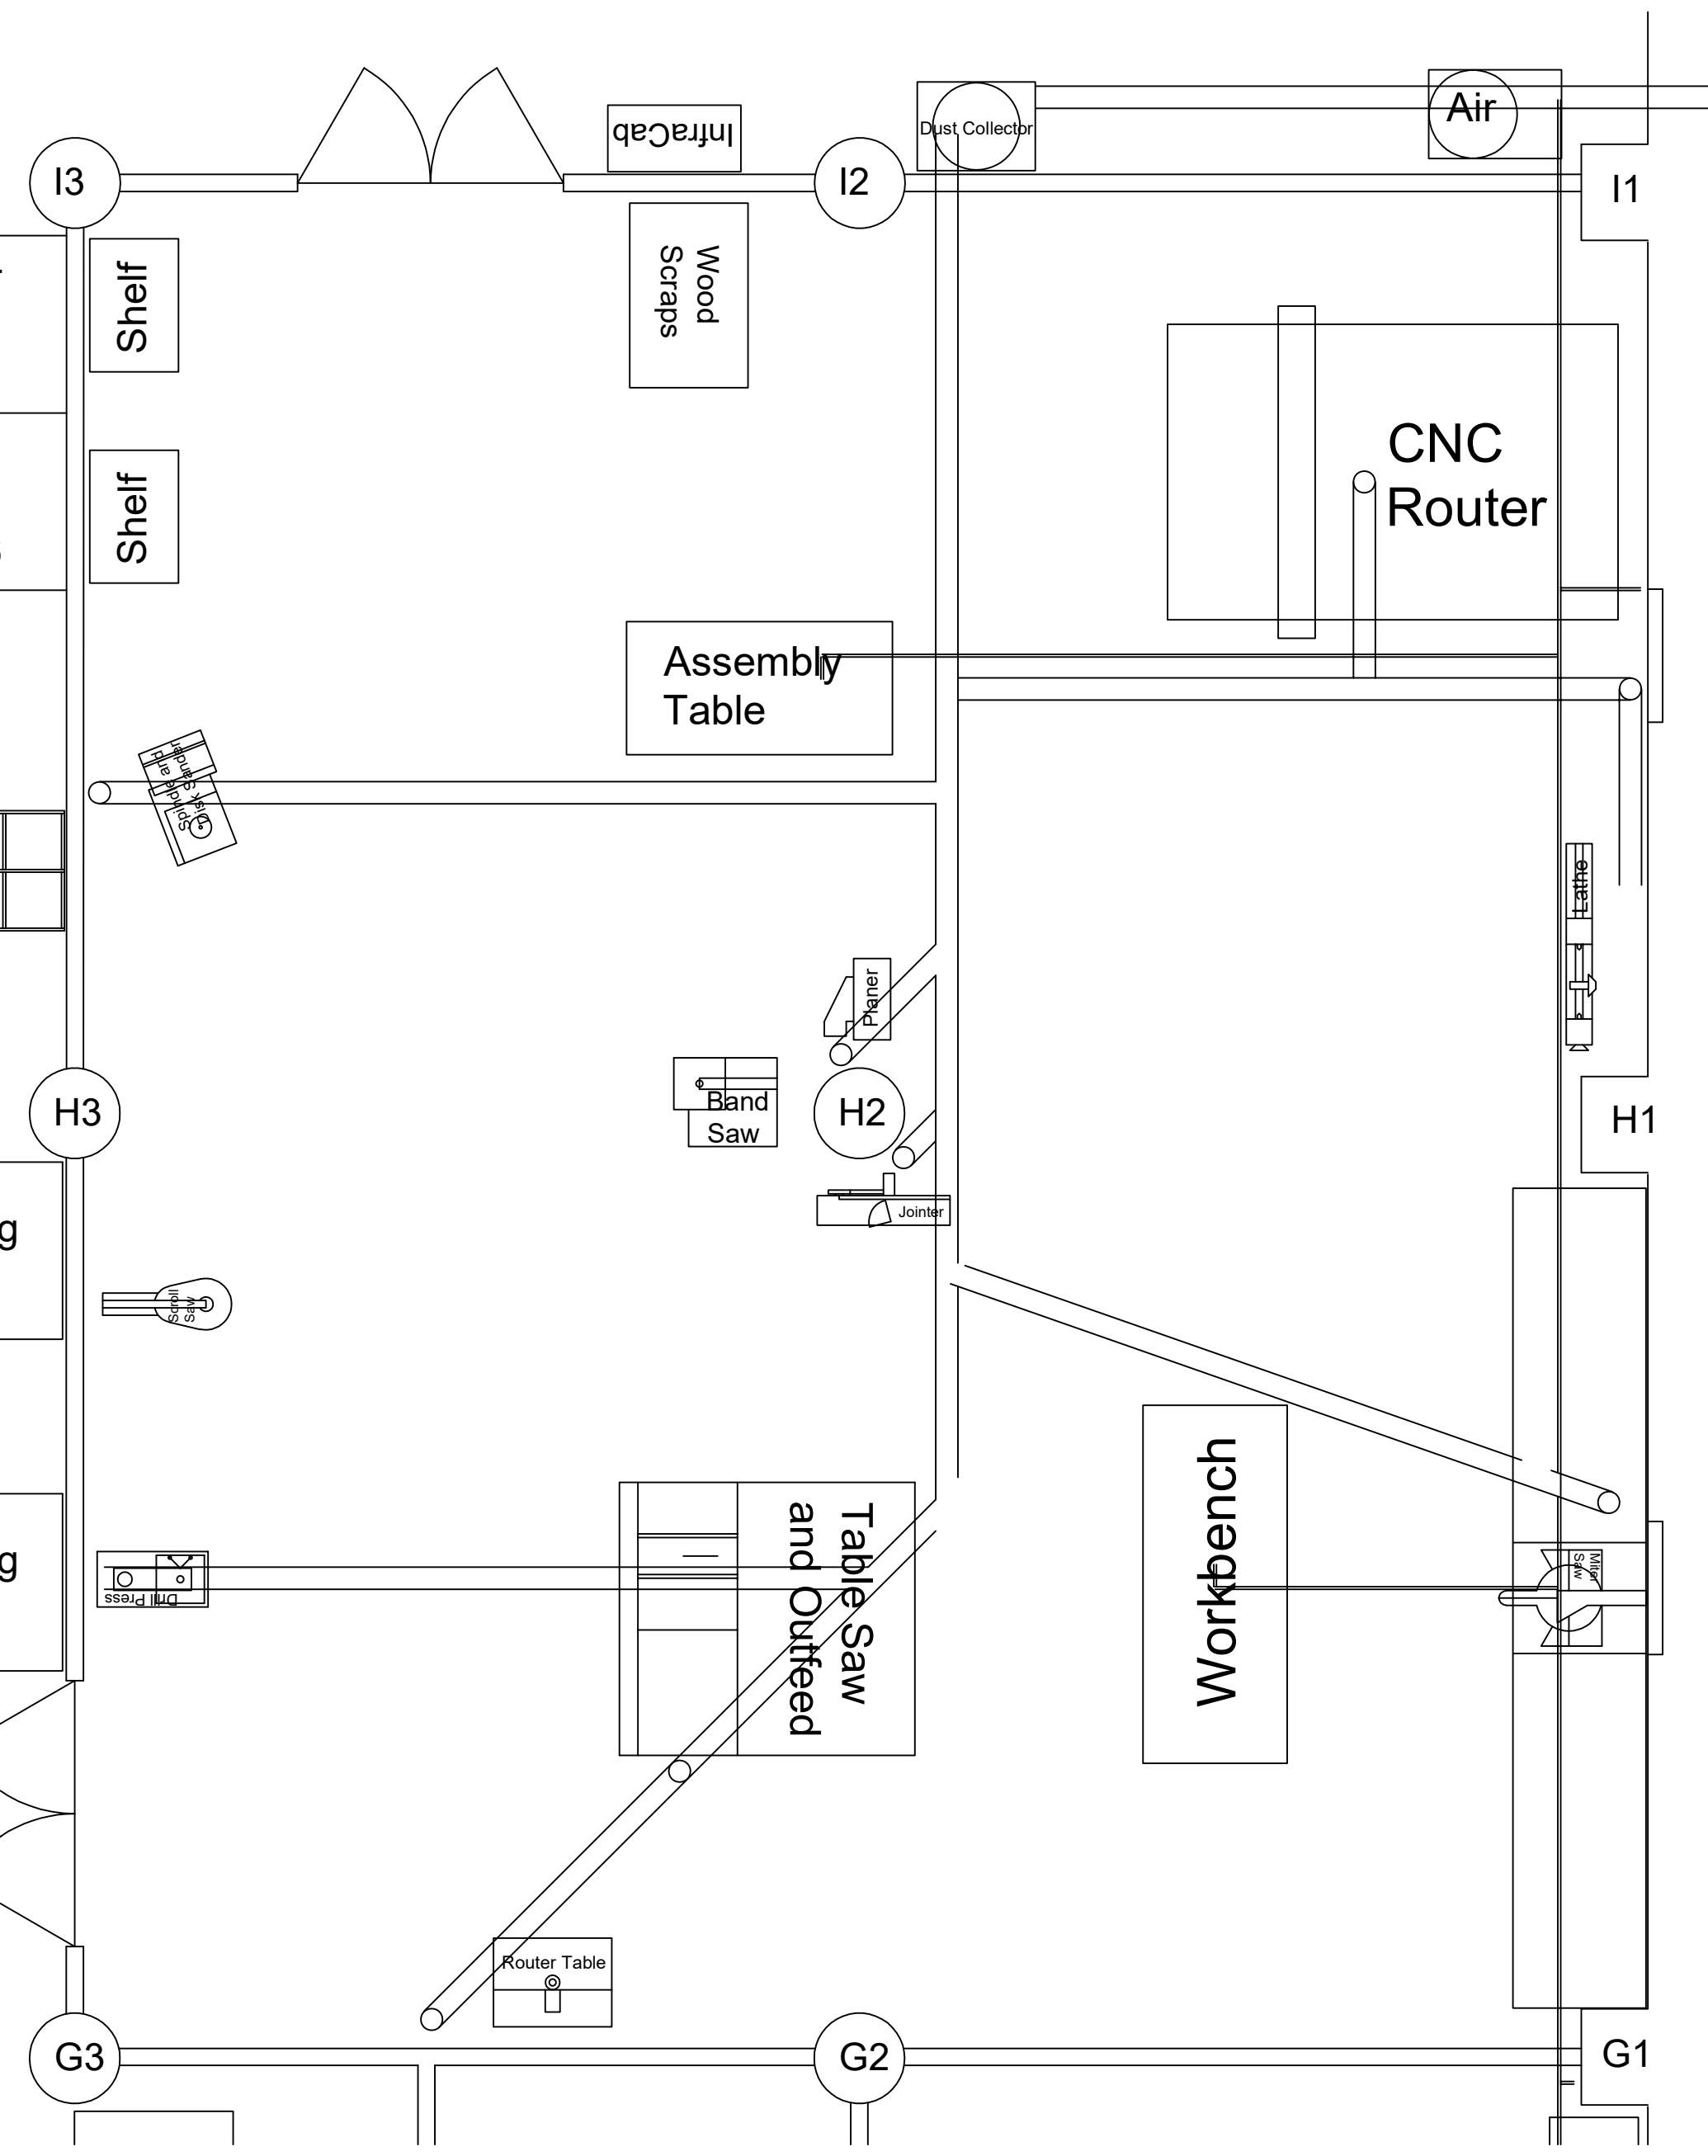 InfraCab
Dust Collector
Air
I3
I2
I1
Shelf
Wood
Scraps
CNC
Router
Shelf
Assembly
Table
Spindle and
Disk Sander
Lathe
Planer
Band
Saw
H3
H2
H1
Jointer
g
Scroll
Saw
Table Saw
and Outfeed
Workbench
g
Drill Press
Miter
Saw
Router Table
G3
G2
G1